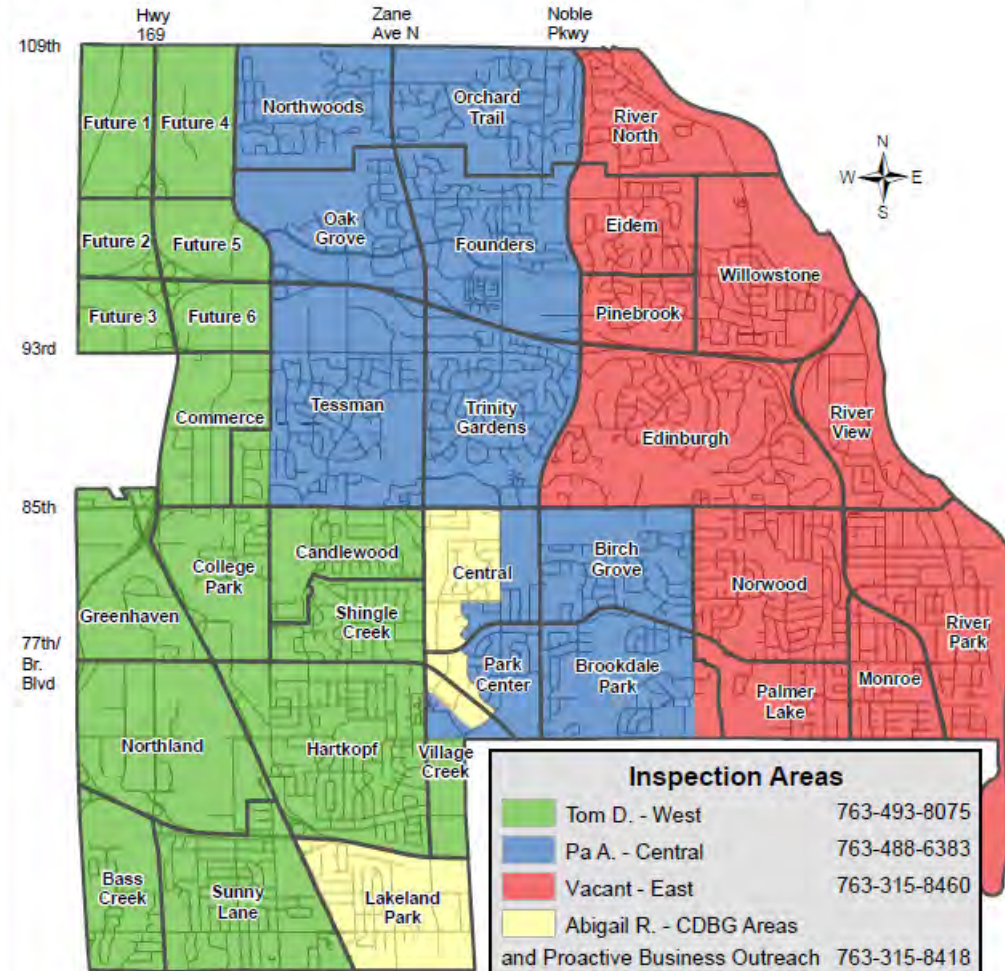 Hwy
169
Zane
Ave N
Noble
Pkwy
109th
Northwoods
Orchard
Trail
River
North
Future 1
Future 4
N
W
E
S
Oak
Grove
Founders
Eidem
Future 2
Future 5
Willowstone
Future 3
Future 6
Pinebrook
93rd
Commerce
Tessman
Trinity
Gardens
Edinburgh
River
View
85th
Candlewood
Central
Birch
Grove
Norwood
College
Park
Greenhaven
Shingle
Creek
River
Park
77th/
Br.
Blvd
Park
Center
Brookdale
Park
Palmer
Lake
Monroe
Northland
Hartkopf
Village
Creek
Bass
Creek
Sunny
Lane
Lakeland
Park
Inspection Areas
Tom D. - West 763-493-8075
Pa A. - Central 763-488-6383
Vacant - East 763-315-8460
Abigail R. - CDBG Areas
and Proactive Business Outreach 763-315-8418